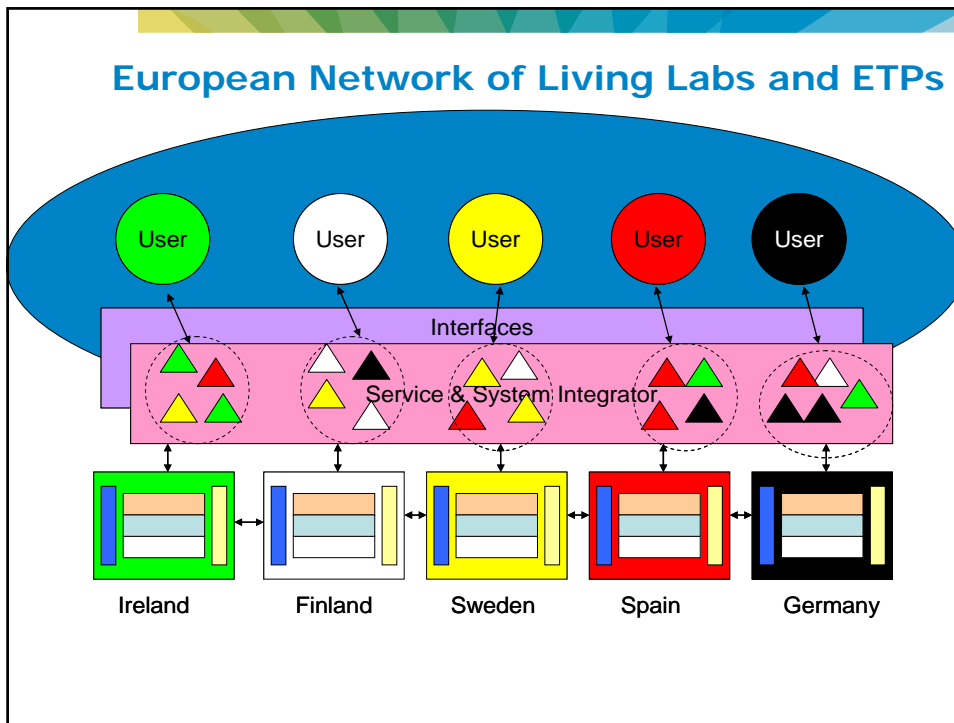 European Network of Living Labs and ETPs
User User User User User
Interfaces
Service & System Integrator
Ireland Finland Sweden Spain Germany